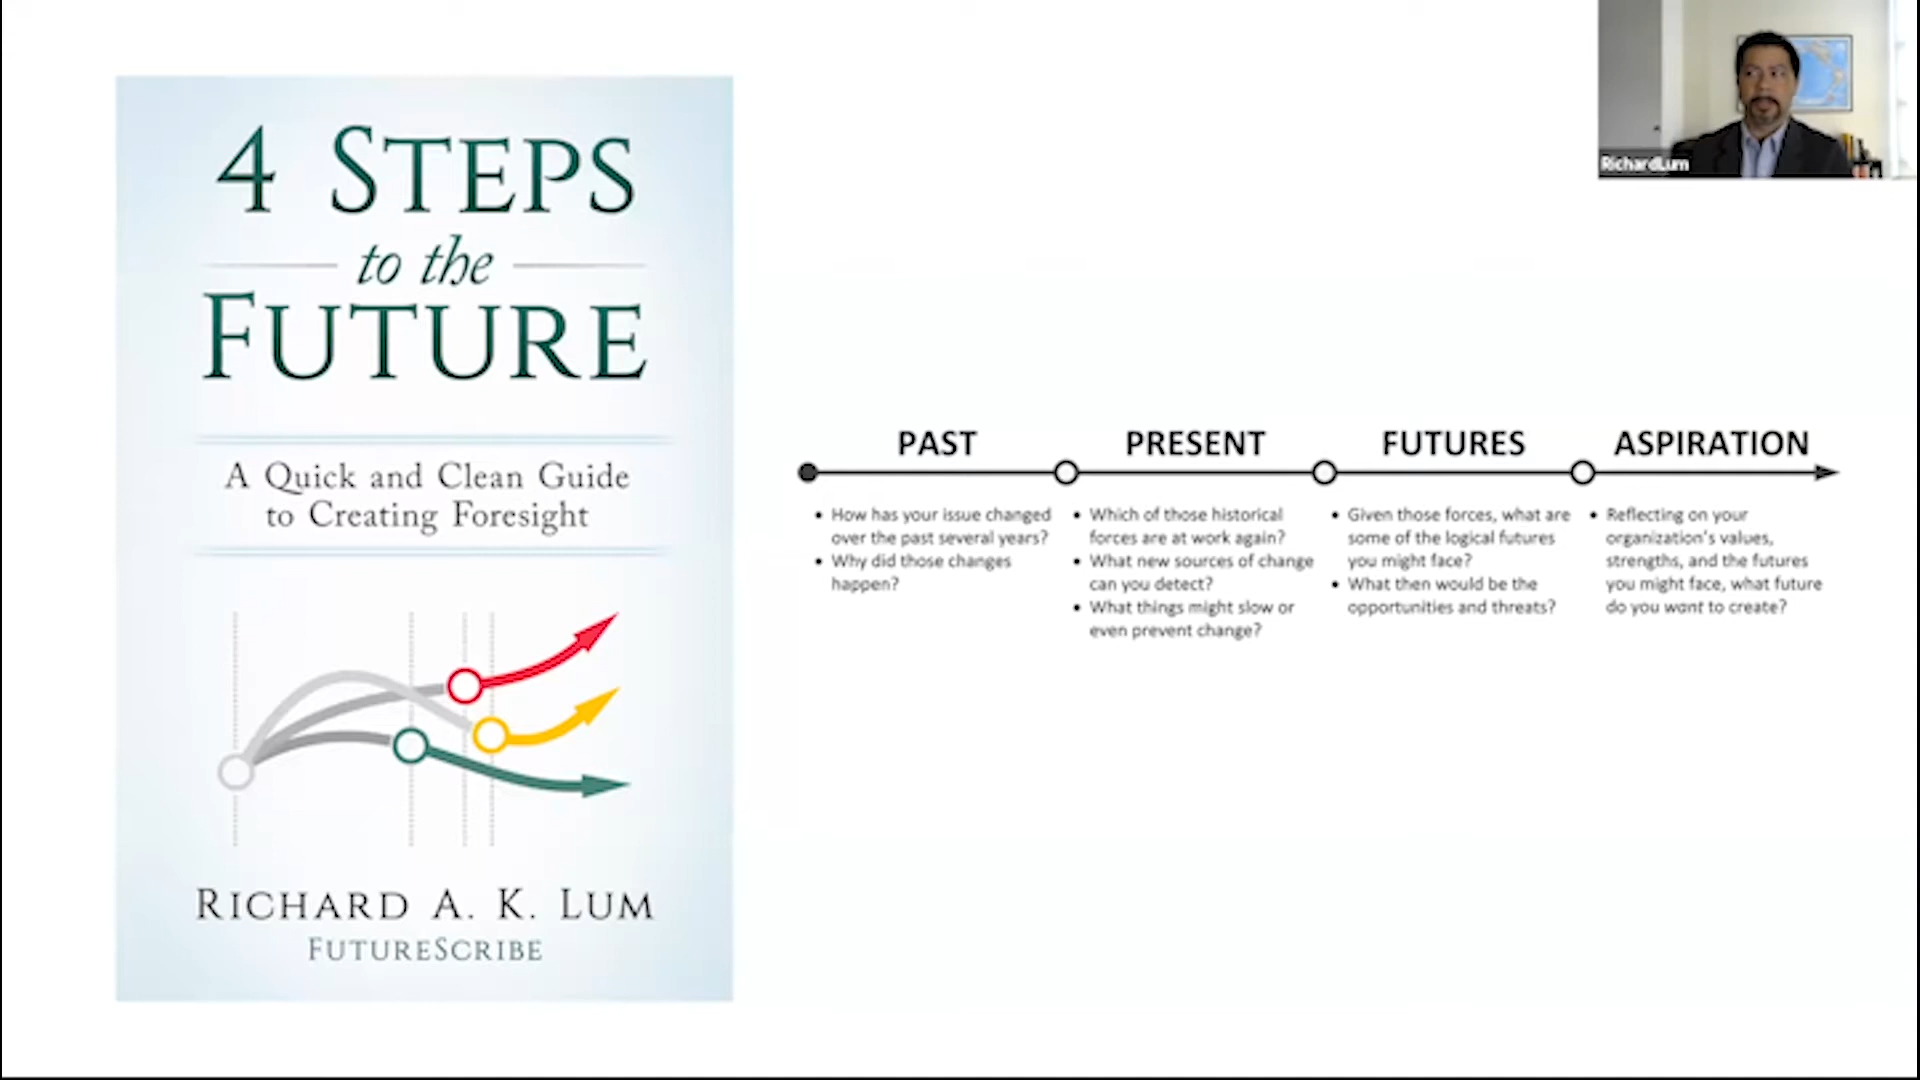 4 STEPS
to the
FUTURE
A Quick and Clean Guide
to Creating Foresight
RICHARD A. K. LUM
FUTURESCRIBE
RichardLum
PAST
• How has your issue changed
over the past several years?
• Why did those changes
happen?
PRESENT
• Which of those historical
forces are at work again?
• What new sources of change
can you detect?
• What things might slow or
even prevent change?
FUTURES
• Given those forces, what are
some of the logical futures
you might face?
• What then would be the
opportunities and threats?
ASPIRATION
• Reflecting on your
organization's values,
strengths, and the futures
you might face, what future
do you want to create?